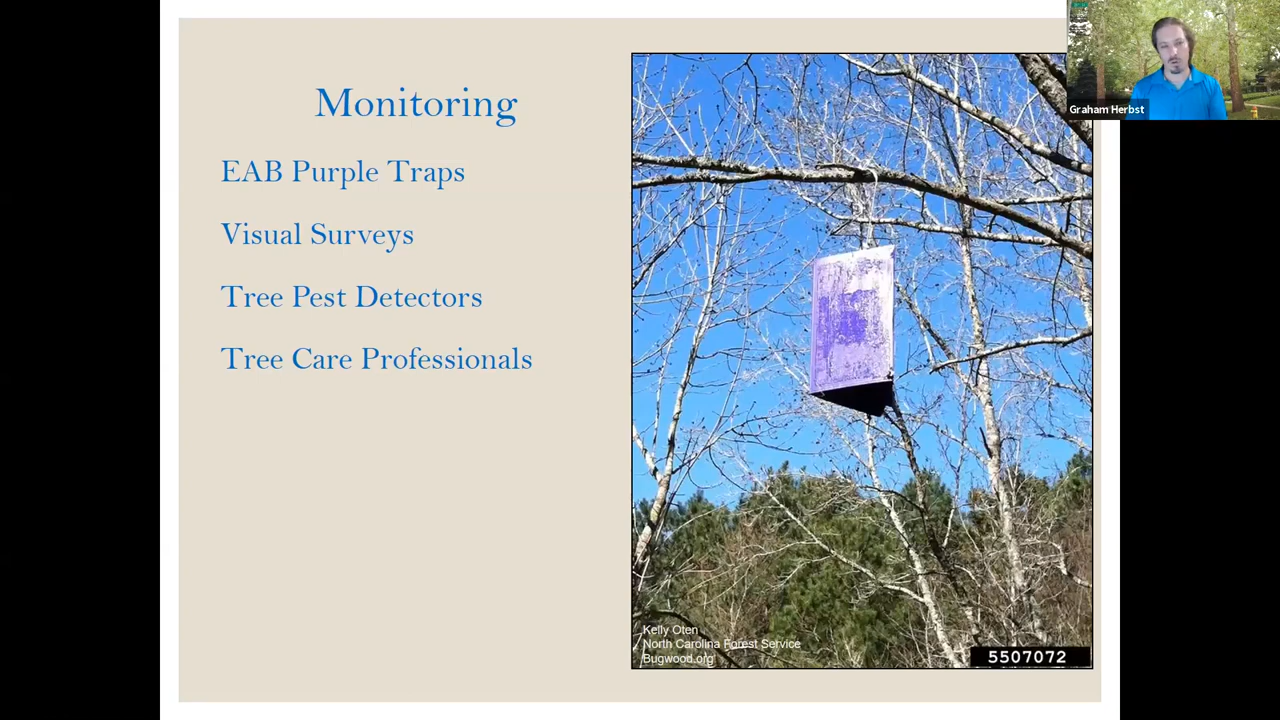 Monitoring
EAB Purple Traps
Visual Surveys
Tree Pest Detectors
Tree Care Professionals
Graham Herbst
Kelly Oten
North Carolina Forest Service
Bugwood.org
5507072